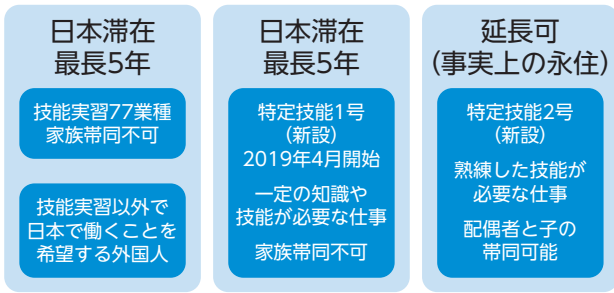 日本滞在
最長5年
技能実習77業種
家族帯同不可
技能実習以外で
日本で働くことを
希望する外国人
日本滞在
最長5年
特定技能1号
(新設)
2019年4月開始
一定の知識や
技能が必要な仕事
家族帯同不可
延長可
(事実上の永住)
特定技能2号
(新設)
熟練した技能が
必要な仕事
配偶者と子の
帯同可能